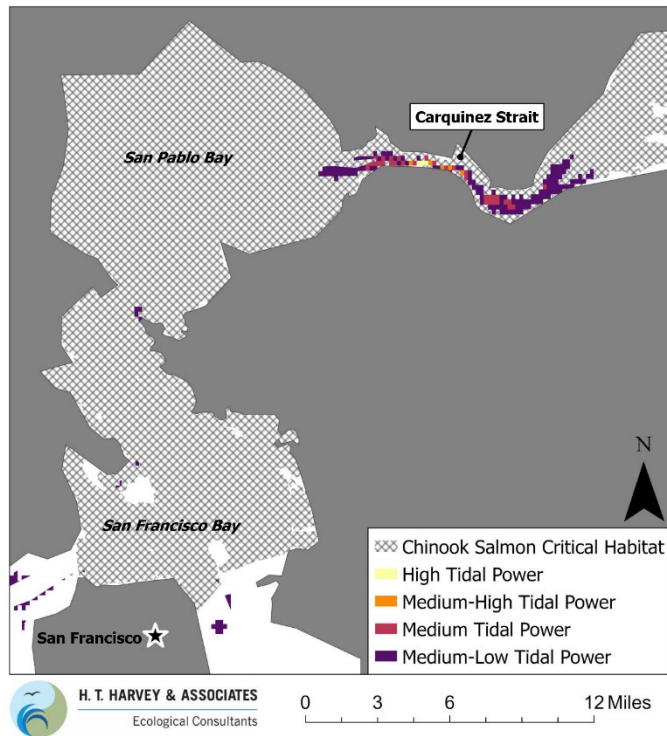 Carquinez Strait
San Pablo Bay
San Francisco Bay
San Francisco
N
Chinook Salmon Critical Habitat
High Tidal Power
Medium-High Tidal Power
Medium Tidal Power
Medium-Low Tidal Power
H. T. HARVEY & ASSOCIATES
Ecological Consultants
0 3 6 12 Miles